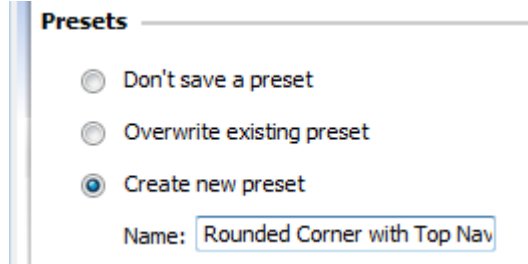 Presets
Don't save a preset
Overwrite existing preset
Create new preset
Name: Rounded Corner with Top Nav